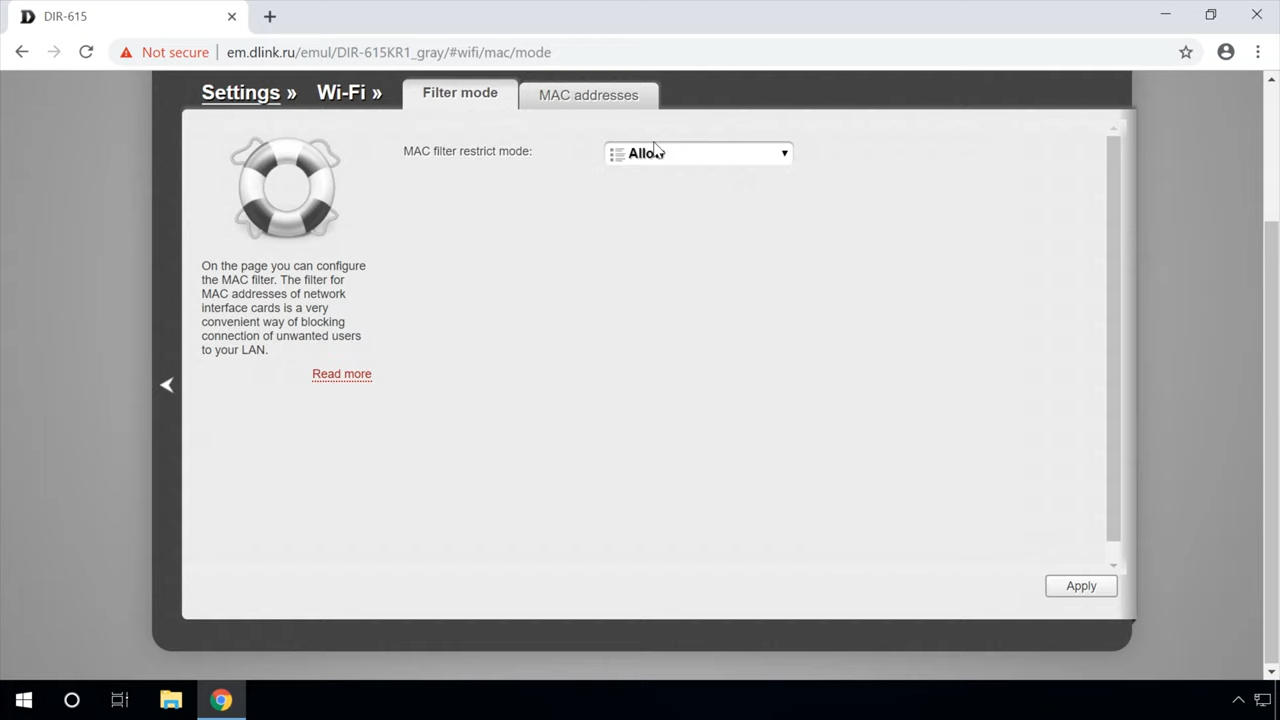 DIR-615
Not secure em.dlink.ru/emul/DIR-615KR1_gray/#wifi/mac/mode
Settings » Wi-Fi » Filter mode MAC addresses
MAC filter restrict mode: Allow
On the page you can configure
the MAC filter. The filter for
MAC addresses of network
interface cards is a very
convenient way of blocking
connection of unwanted users
to your LAN.
Read more
Apply